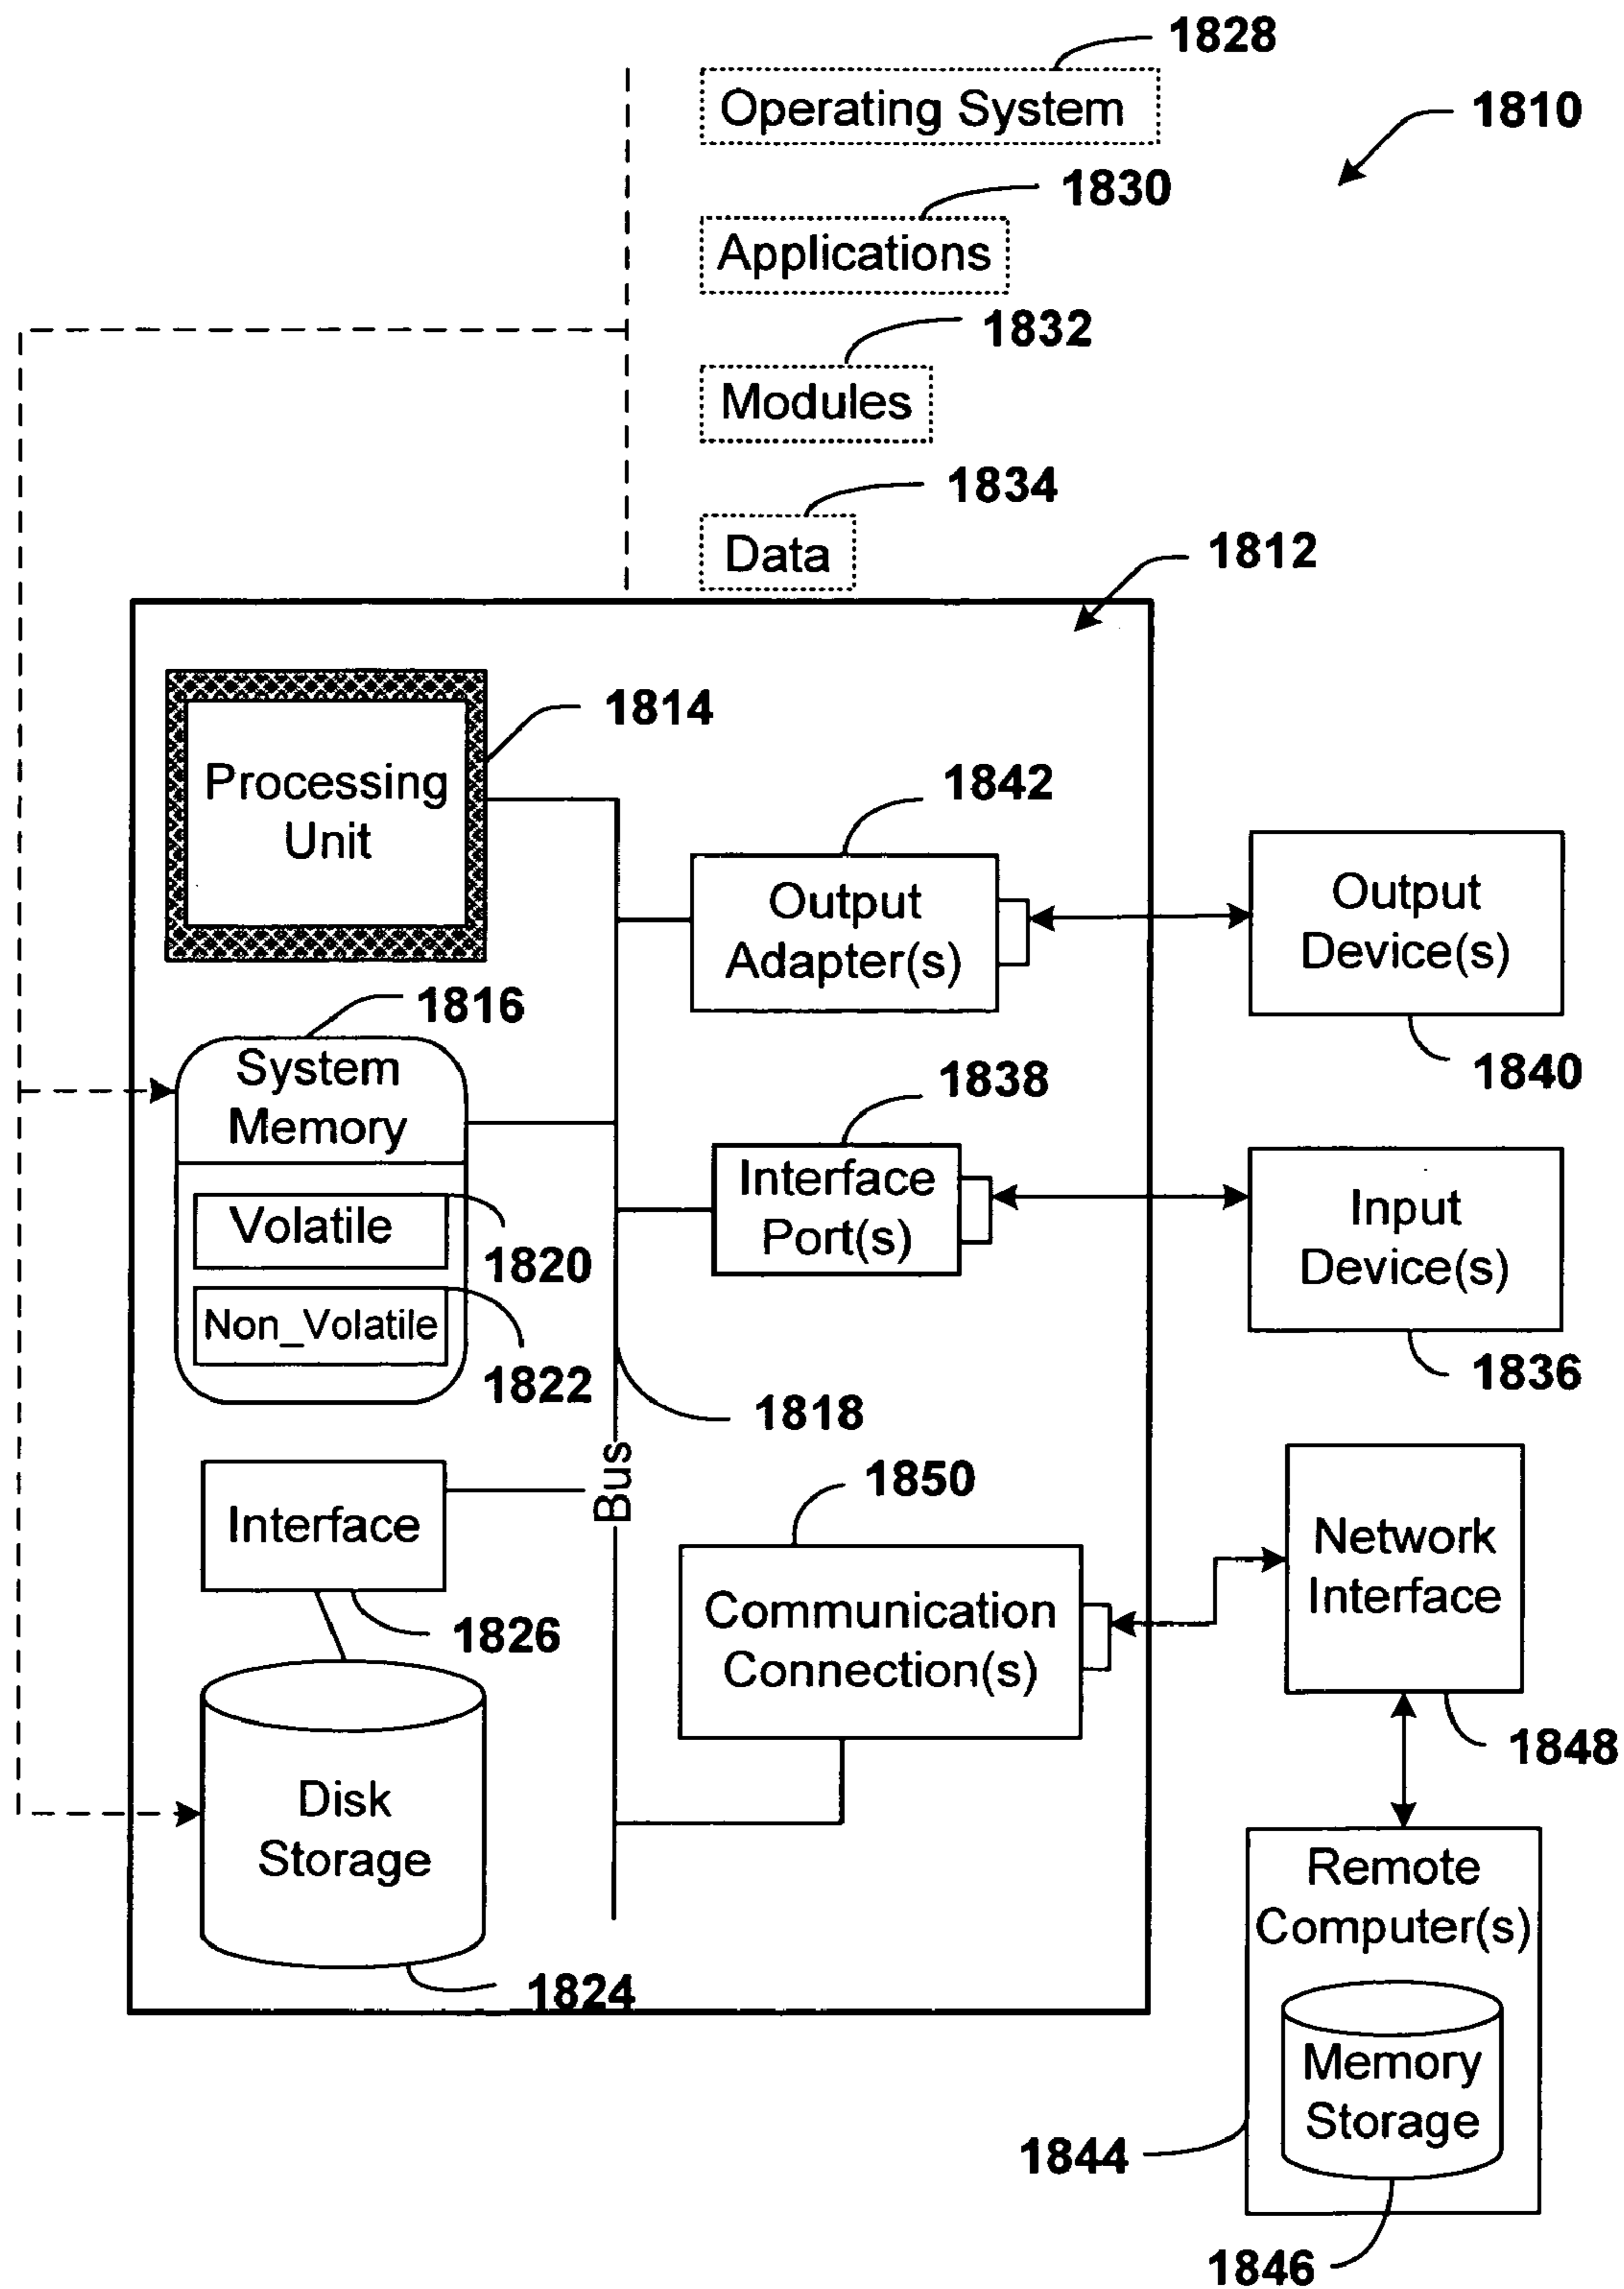 1828
Operating System
1810
1830
Applications
1832
Modules
1834
Data
1812
1814
Processing
Unit
1842
Output
Adapter(s)
Output
Device(s)
1840
1816
System
Memory
1838
Interface
Port(s)
Input
Device(s)
1836
Volatile
1820
Non_Volatile
1822
1818
Bus
Interface
1826
1850
Communication
Connection(s)
Network
Interface
1848
Disk
Storage
1824
Remote
Computer(s)
Memory
Storage
1844
1846